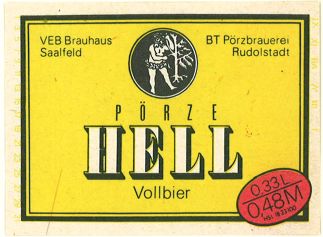 VEB Brauhaus
Saalfeld
BT Pörzbrauerei
Rudolstadt
PÖRZE
HELL
Vollbier
0,33L
0,48M